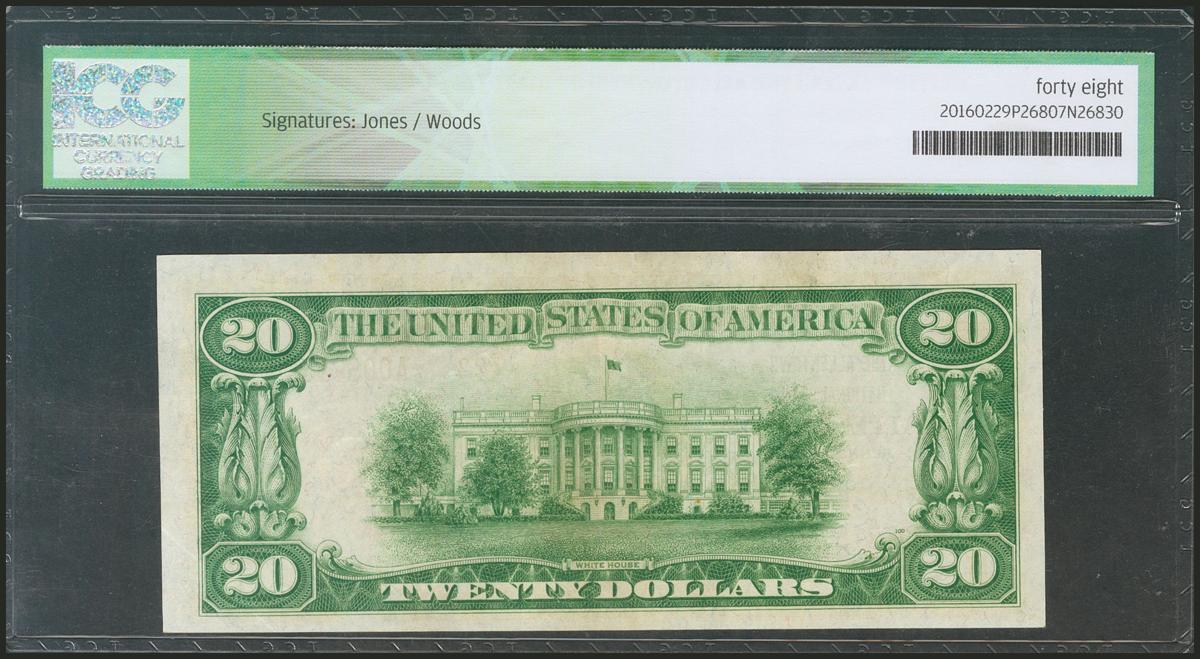 ICG
INTERNATIONAL
CURRENCY
GRADING
Signatures: Jones / Woods
forty eight
20160229P26807N26830
20 THE UNITED STATES OF AMERICA 20
100
WHITE HOUSE
20 TWENTY DOLLARS 20